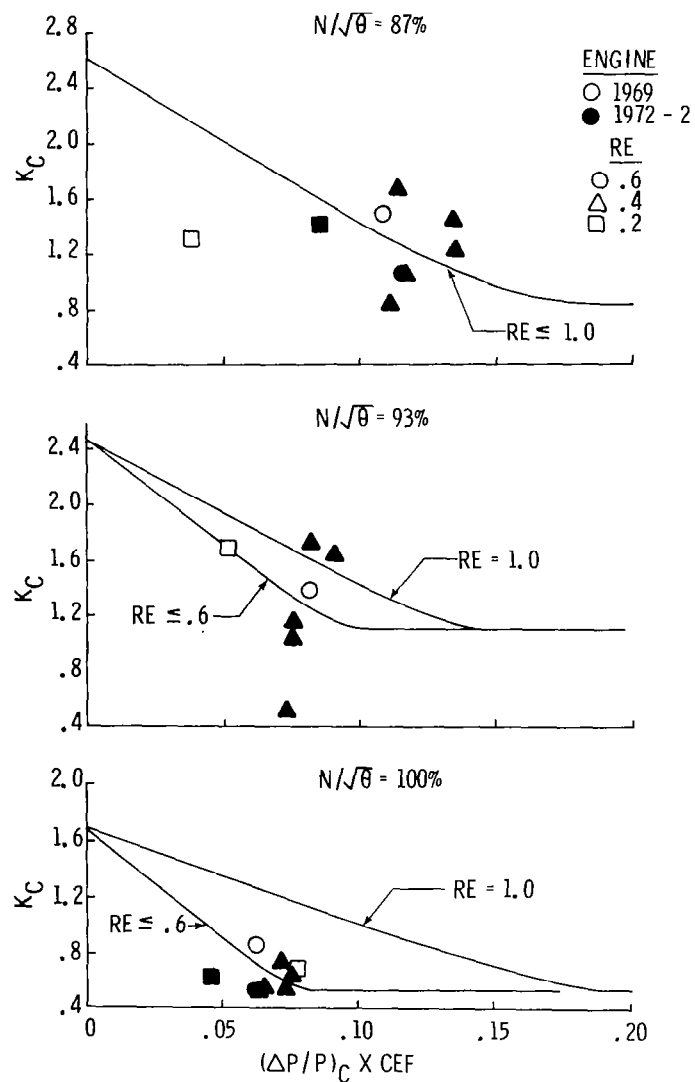 N/√θ = 87%
2.8
2.4
2.0
1.6
1.2
.8
.4
K_C
ENGINE
○ 1969
● 1972 - 2
RE
○ .6
△ .4
□ .2
RE ≤ 1.0
N/√θ = 93%
2.4
2.0
1.6
1.2
.8
.4
K_C
RE = 1.0
RE ≤ .6
N/√θ = 100%
2.0
1.6
1.2
.8
.4
K_C
RE = 1.0
RE ≤ .6
0
.05
.10
.15
.20
(ΔP/P)_C X CEF